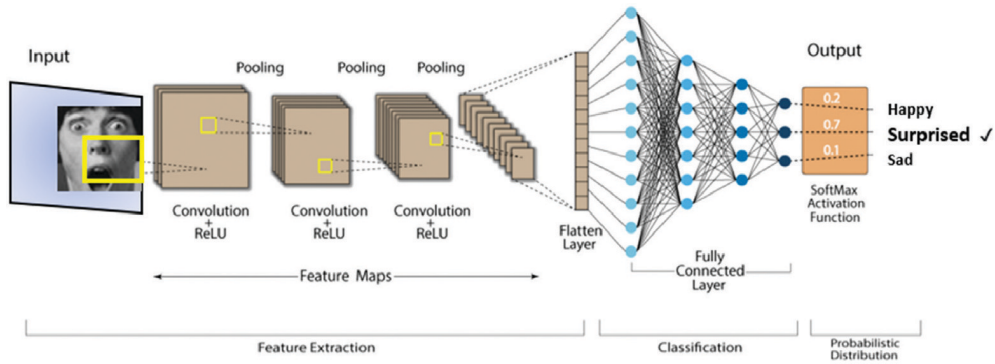 Input
Pooling
Pooling
Pooling
Output
0.2
Happy
0.7
Surprised ✓
0.1
Sad
SoftMax
Activation
Function
Convolution
+
ReLU
Convolution
+
ReLU
Convolution
+
ReLU
Flatten
Layer
Feature Maps
Fully
Connected
Layer
Feature Extraction
Classification
Probabilistic
Distribution